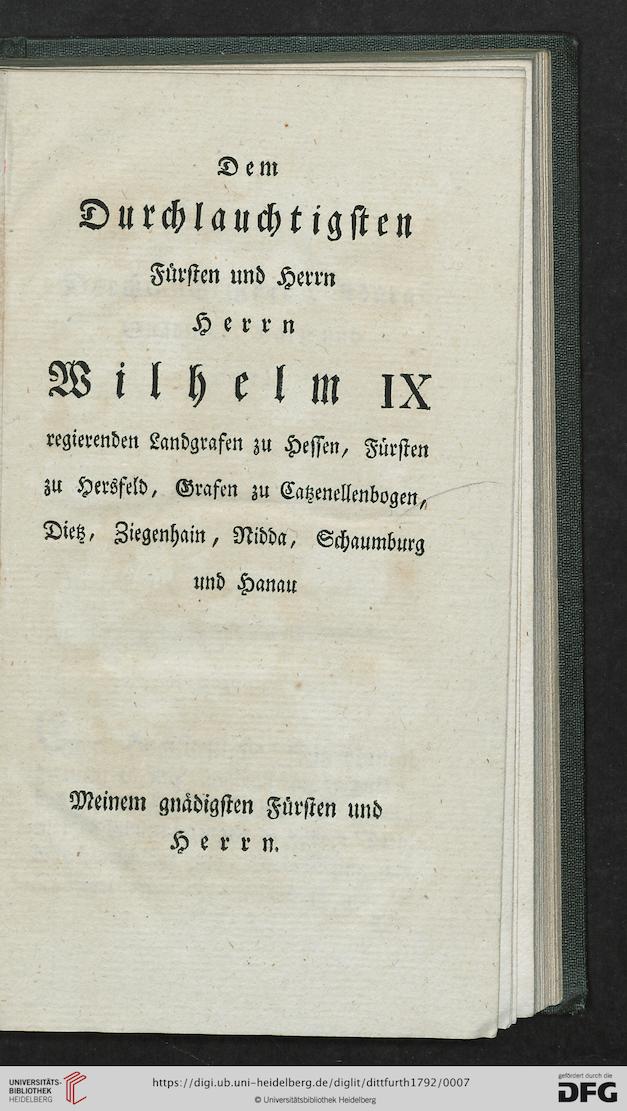 Dem
Durchlauchtigſten
Fürſten und Herrn
Herrn
Wilhelm IX
regierenden Landgrafen zu Heſſen, Fürſten
zu Hersfeld, Grafen zu Catzenellenbogen,
Dietz, Ziegenhain, Nidda, Schaumburg
und Hanau
Meinem gnädigſten Fürſten und
Herrn.
UNIVERSITÄTS-
BIBLIOTHEK
HEIDELBERG
https://digi.ub.uni-heidelberg.de/diglit/dittfurth1792/0007
© Universitätsbibliothek Heidelberg
gefördert durch die
DFG